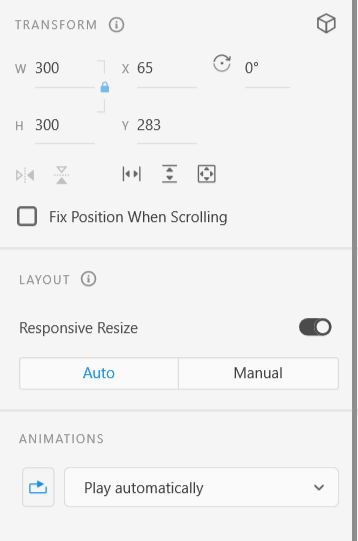 TRANSFORM
W 300 X 65 0°
H 300 Y 283
Fix Position When Scrolling
LAYOUT
Responsive Resize
Auto Manual
ANIMATIONS
Play automatically